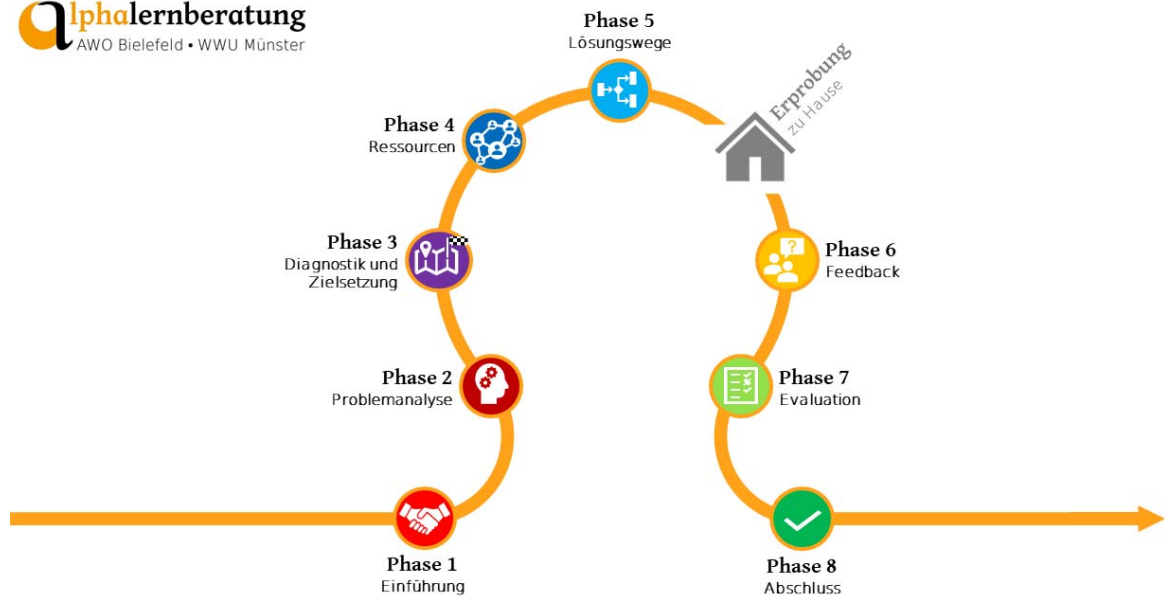 alphalernberatung
AWO Bielefeld • WWU Münster
Phase 1
Einführung
Phase 2
Problemanalyse
Phase 3
Diagnostik und
Zielsetzung
Phase 4
Ressourcen
Phase 5
Lösungswege
Erprobung
zu Hause
?
Phase 6
Feedback
Phase 7
Evaluation
Phase 8
Abschluss